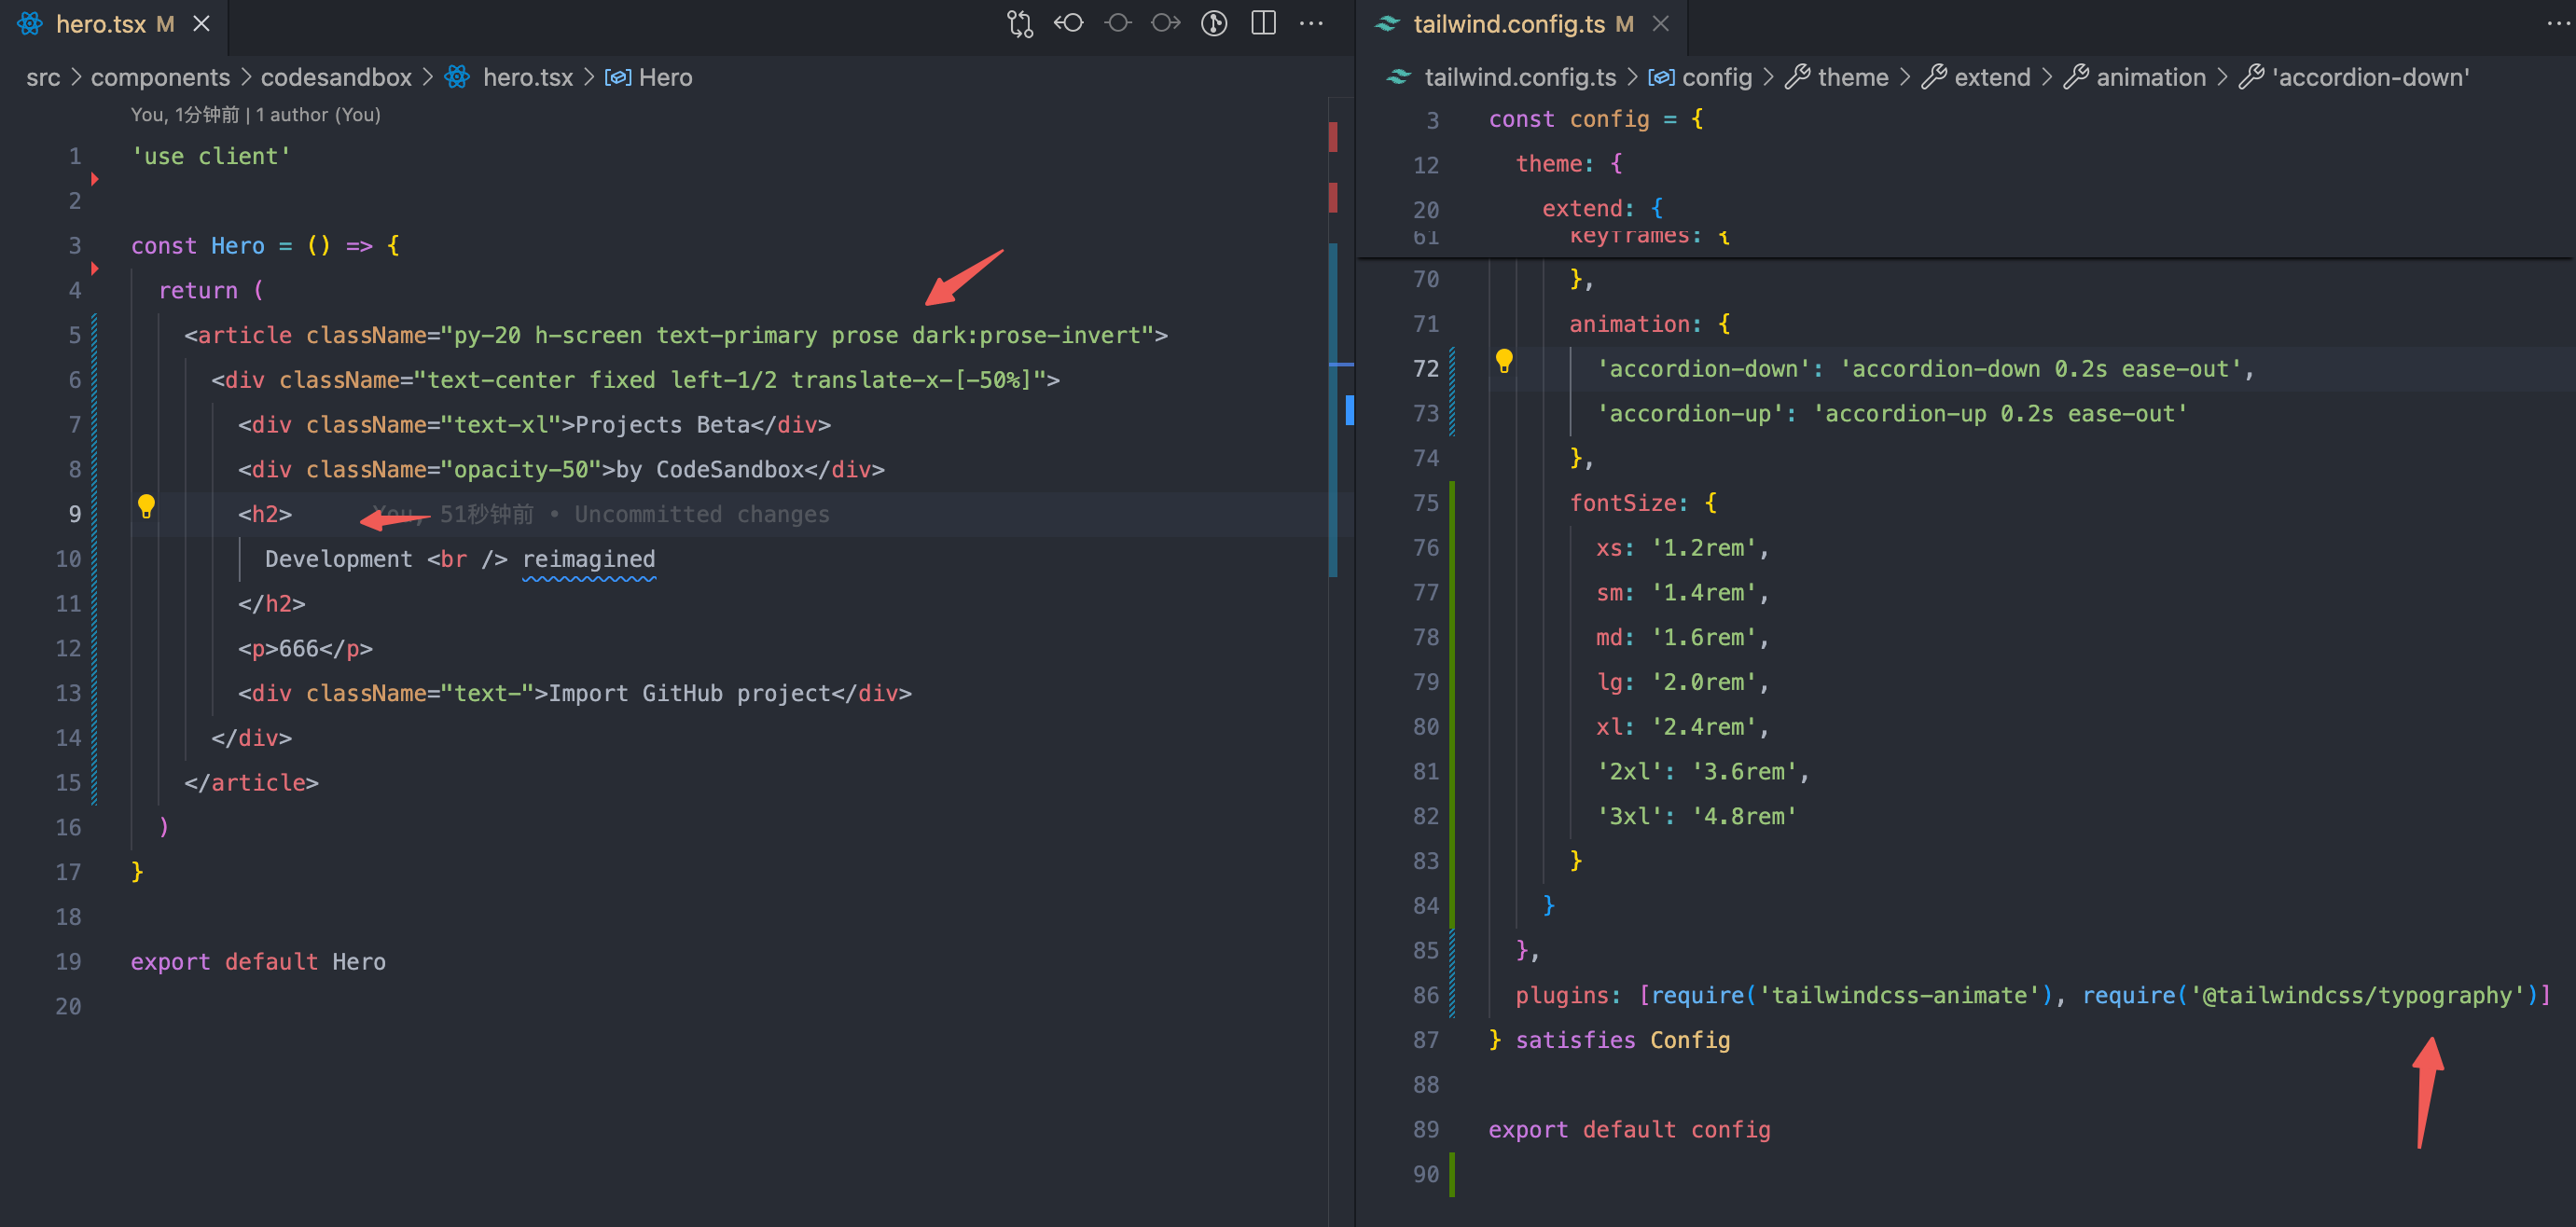 hero.tsx M
src > components > codesandbox > hero.tsx > Hero
You, 1分钟前 | 1 author (You)
1 'use client'
2
3 const Hero = () => {
4 return (
5 <article className="py-20 h-screen text-primary prose dark:prose-invert">
6 <div className="text-center fixed left-1/2 translate-x-[-50%]">
7 <div className="text-xl">Projects Beta</div>
8 <div className="opacity-50">by CodeSandbox</div>
9 <h2> You, 51秒钟前 • Uncommitted changes
10 Development <br /> reimagined
11 </h2>
12 <p>666</p>
13 <div className="text-">Import GitHub project</div>
14 </div>
15 </article>
16 )
17 }
18
19 export default Hero
20
tailwind.config.ts M
tailwind.config.ts > config > theme > extend > animation > 'accordion-down'
3 const config = {
12 theme: {
20 extend: {
61 keyframes: {
70 },
71 animation: {
72 'accordion-down': 'accordion-down 0.2s ease-out',
73 'accordion-up': 'accordion-up 0.2s ease-out'
74 },
75 fontSize: {
76 xs: '1.2rem',
77 sm: '1.4rem',
78 md: '1.6rem',
79 lg: '2.0rem',
80 xl: '2.4rem',
81 '2xl': '3.6rem',
82 '3xl': '4.8rem'
83 }
84 }
85 },
86 plugins: [require('tailwindcss-animate'), require('@tailwindcss/typography')]
87 } satisfies Config
88
89 export default config
90